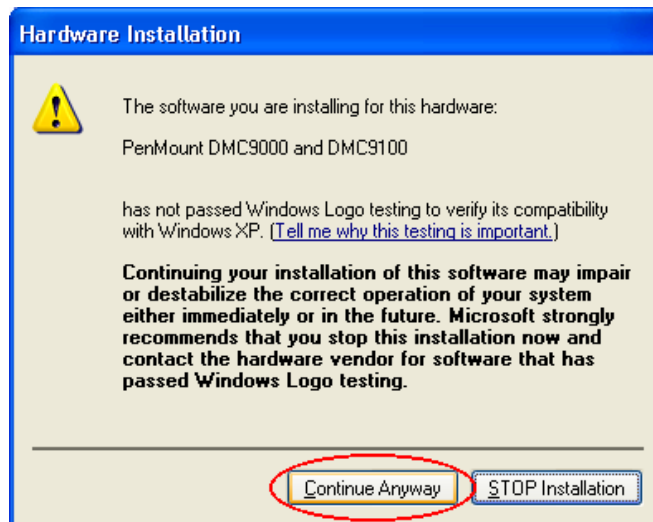 Hardware Installation
The software you are installing for this hardware:
PenMount DMC9000 and DMC9100
has not passed Windows Logo testing to verify its compatibility
with Windows XP. (Tell me why this testing is important.)
Continuing your installation of this software may impair
or destabilize the correct operation of your system
either immediately or in the future. Microsoft strongly
recommends that you stop this installation now and
contact the hardware vendor for software that has
passed Windows Logo testing.
Continue Anyway STOP Installation